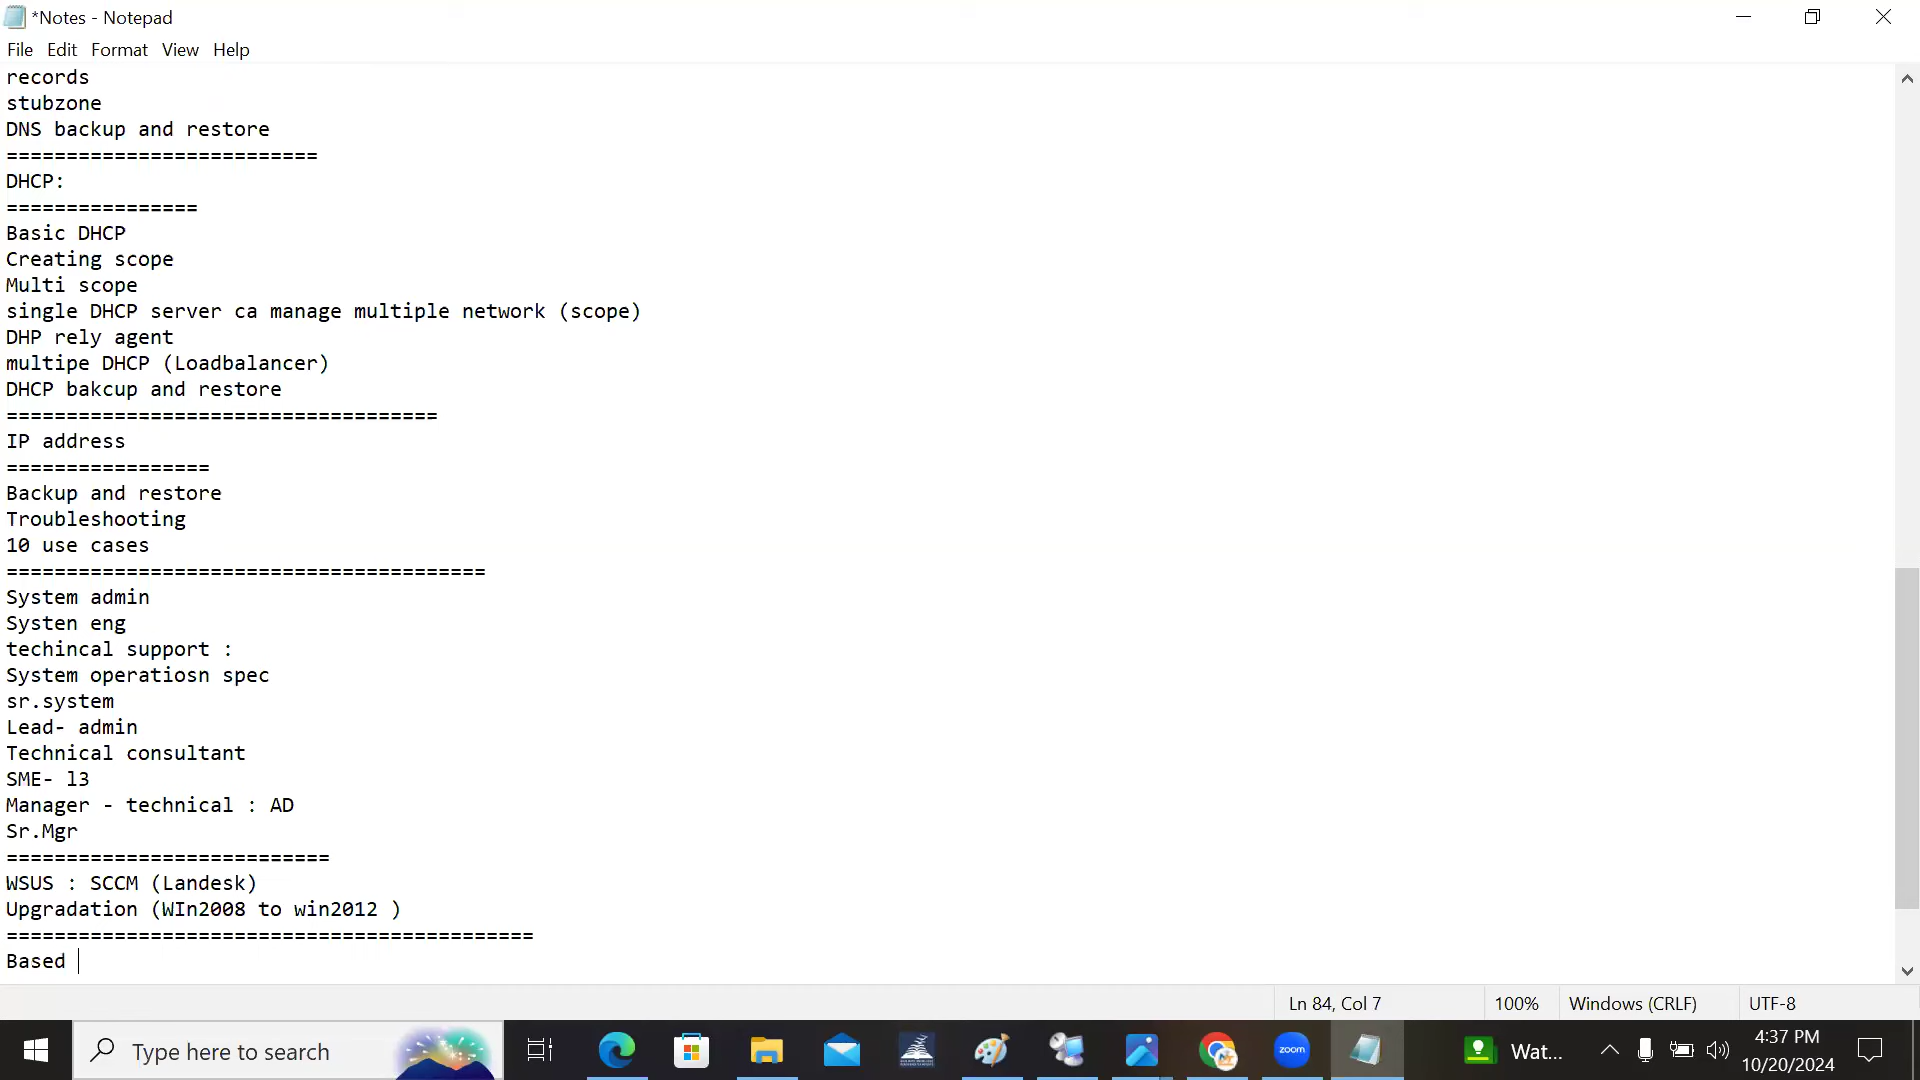 *Notes - Notepad
File Edit Format View Help
records
stubzone
DNS backup and restore
==========================
DHCP:
================
Basic DHCP
Creating scope
Multi scope
single DHCP server ca manage multiple network (scope)
DHP rely agent
multipe DHCP (Loadbalancer)
DHCP bakcup and restore
====================================
IP address
=================
Backup and restore
Troubleshooting
10 use cases
========================================
System admin
Systen eng
techincal support :
System operatiosn spec
sr.system
Lead- admin
Technical consultant
SME- l3
Manager - technical : AD
Sr.Mgr
===========================
WSUS : SCCM (Landesk)
Upgradation (WIn2008 to win2012 )
============================================
Based
Ln 84, Col 7 100% Windows (CRLF) UTF-8
Type here to search zoom Wat... 4:37 PM
10/20/2024